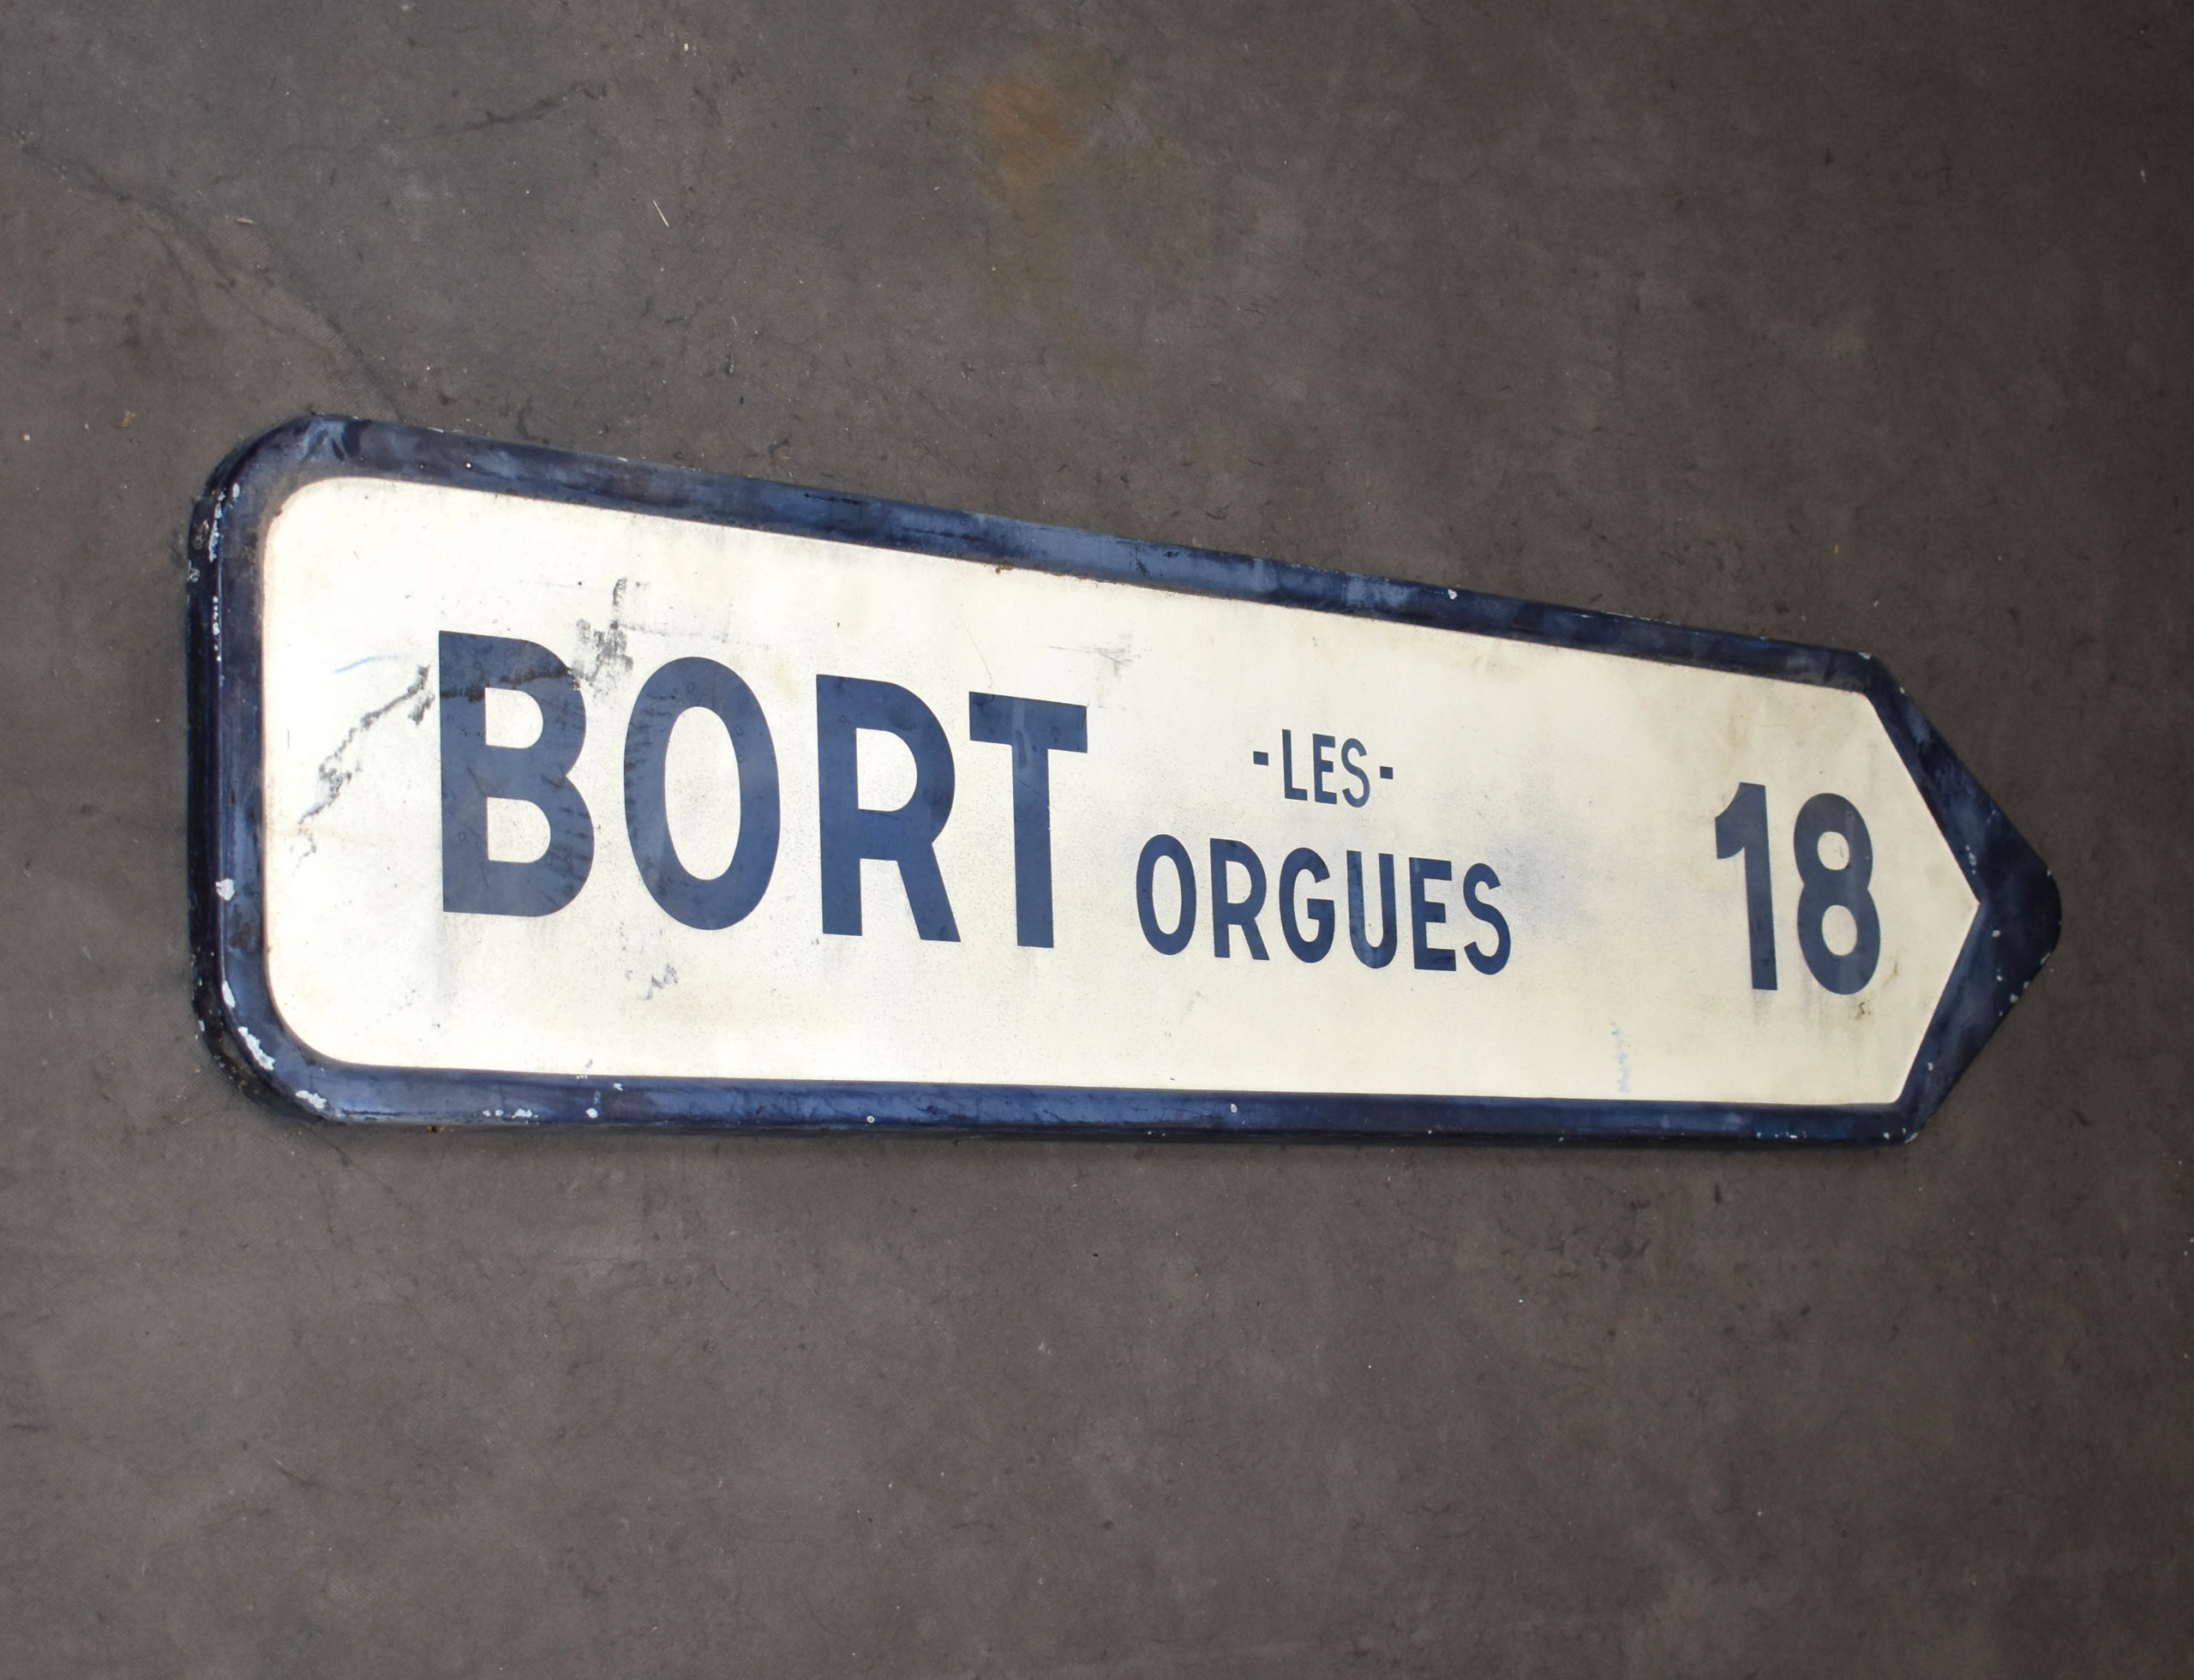 BORT
-LES-
ORGUES
18